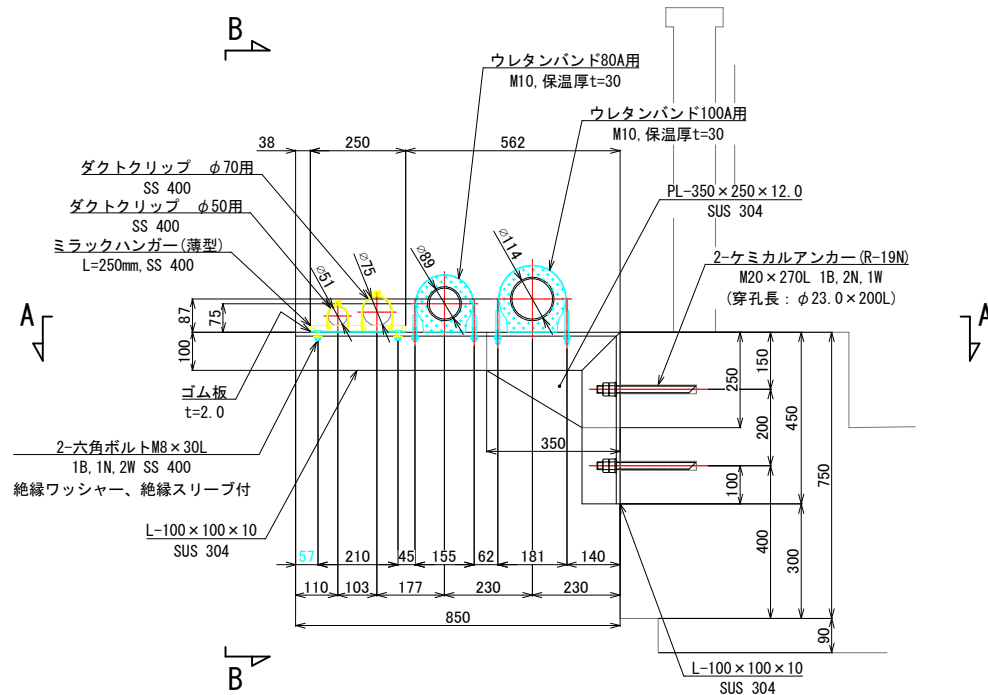 B
ウレタンバンド80A用
M10,保温厚t=30
ウレタンバンド100A用
M10,保温厚t=30
38
250
562
ダクトクリップ φ70用
SS 400
ダクトクリップ φ50用
SS 400
ミラックハンガー(薄型)
L=250mm,SS 400
PL-350×250×12.0
SUS 304
2-ケミカルアンカー(R-19N)
M20×270L 1B,2N,1W
(穿孔長：φ23.0×200L)
∅51
∅75
∅89
∅114
A
A
87
75
100
ゴム板
t=2.0
2-六角ボルトM8×30L
1B,1N,2W SS 400
絶縁ワッシャー、絶縁スリーブ付
L-100×100×10
SUS 304
350
250
150
200
100
400
450
300
750
90
57
210
45
155
62
181
140
110
103
177
230
230
850
L-100×100×10
SUS 304
B